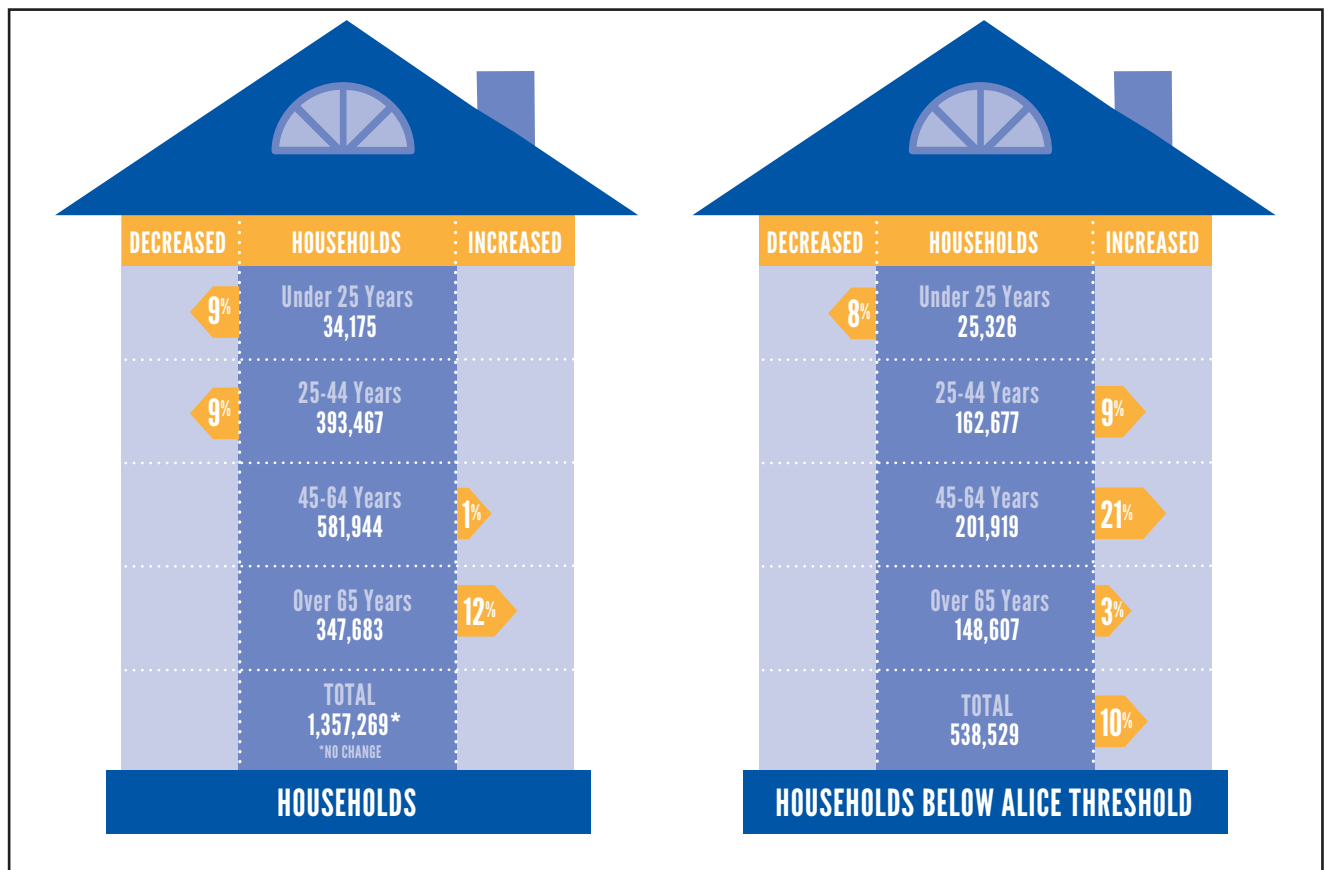 DECREASED HOUSEHOLDS INCREASED
9% Under 25 Years
34,175
9% 25-44 Years
393,467
45-64 Years
581,944 1%
Over 65 Years
347,683 12%
TOTAL
1,357,269*
*NO CHANGE
HOUSEHOLDS
DECREASED HOUSEHOLDS INCREASED
8% Under 25 Years
25,326
25-44 Years
162,677 9%
45-64 Years
201,919 21%
Over 65 Years
148,607 3%
TOTAL
538,529 10%
HOUSEHOLDS BELOW ALICE THRESHOLD